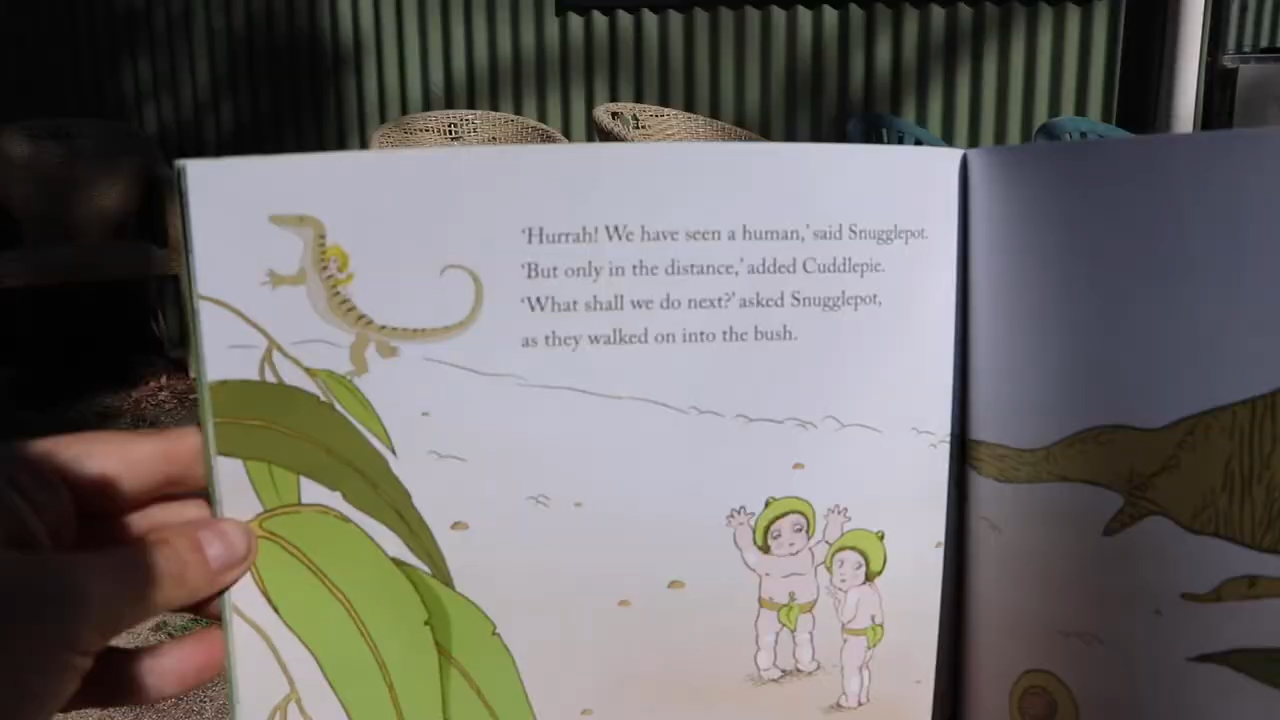 ‘Hurrah! We have seen a human,’ said Snugglepot.
‘But only in the distance,’ added Cuddlepie.
‘What shall we do next?’ asked Snugglepot,
as they walked on into the bush.